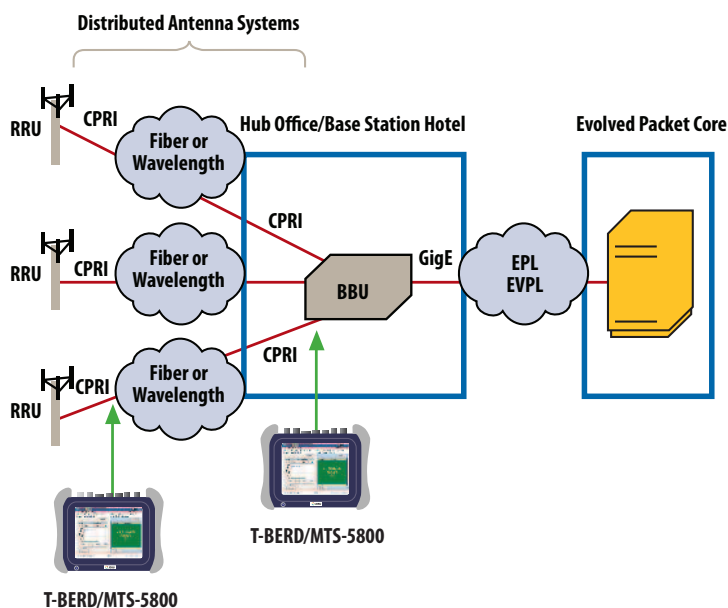 Distributed Antenna Systems
RRU
CPRI
Fiber or
Wavelength
Hub Office/Base Station Hotel
Evolved Packet Core
CPRI
RRU
CPRI
Fiber or
Wavelength
BBU
GigE
EPL
EVPL
CPRI
RRU
CPRI
Fiber or
Wavelength
T-BERD/MTS-5800
T-BERD/MTS-5800